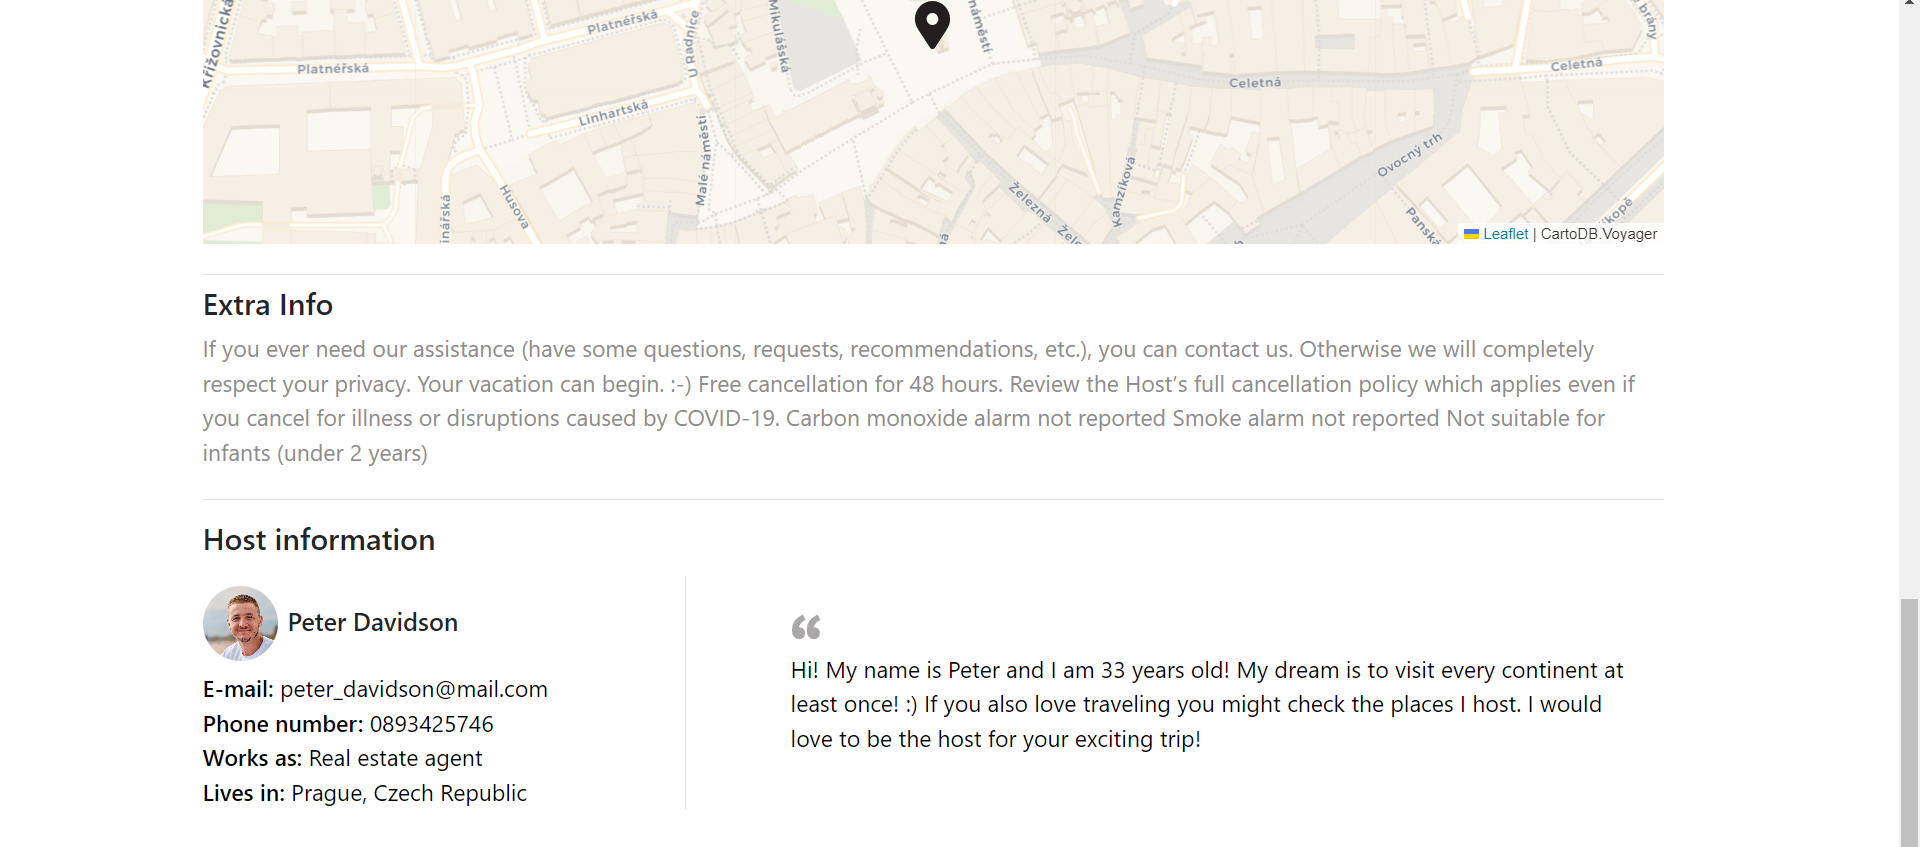 Křižovnická
Platnéřská
Platnéřská
U Radnice
Mikulášská
náměstí
brány
Celetná
Celetná
Linhartská
Malé náměstí
Husova
Železná
Kamzíková
Ovocný trh
Panská
Leaflet | CartoDB.Voyager
Extra Info
If you ever need our assistance (have some questions, requests, recommendations, etc.), you can contact us. Otherwise we will completely
respect your privacy. Your vacation can begin. :-) Free cancellation for 48 hours. Review the Host’s full cancellation policy which applies even if
you cancel for illness or disruptions caused by COVID-19. Carbon monoxide alarm not reported Smoke alarm not reported Not suitable for
infants (under 2 years)
Host information
Peter Davidson
E-mail: peter_davidson@mail.com
Phone number: 0893425746
Works as: Real estate agent
Lives in: Prague, Czech Republic
“
Hi! My name is Peter and I am 33 years old! My dream is to visit every continent at
least once! :) If you also love traveling you might check the places I host. I would
love to be the host for your exciting trip!